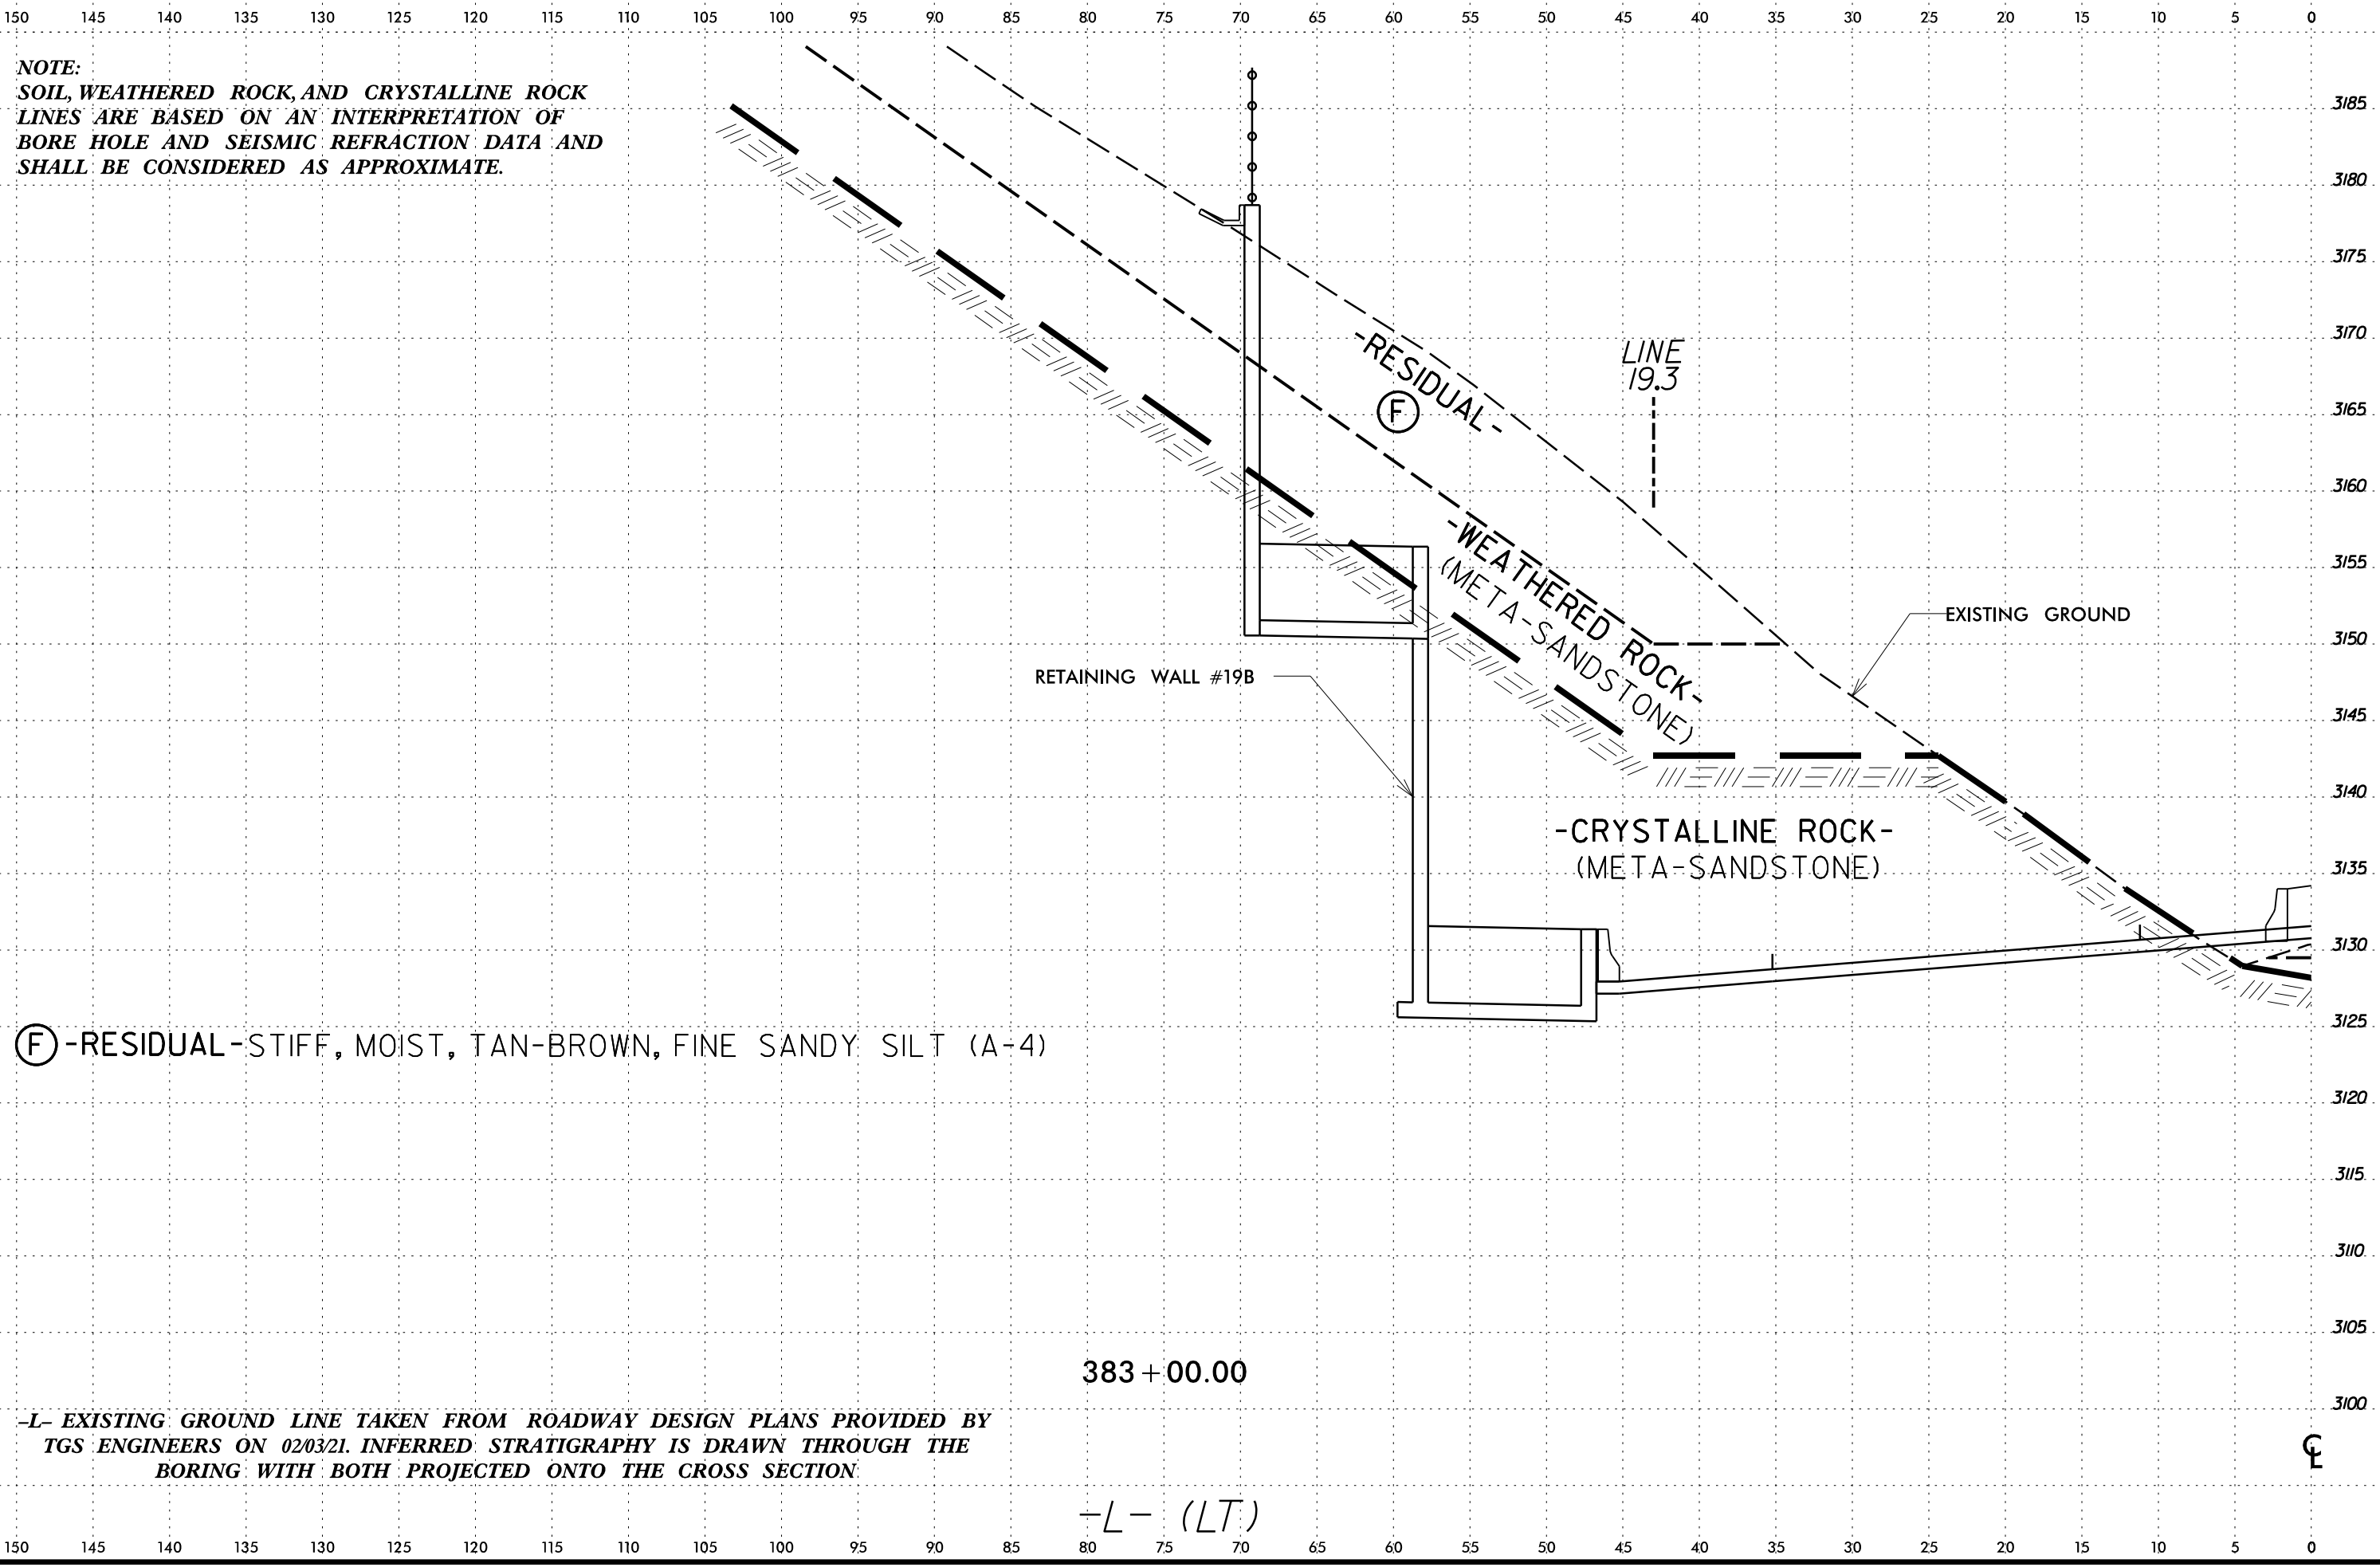 150 145 140 135 130 125 120 115 110 105 100 95 90 85 80 75 70 65 60 55 50 45 40 35 30 25 20 15 10 5 0
NOTE:
SOIL, WEATHERED ROCK, AND CRYSTALLINE ROCK
LINES ARE BASED ON AN INTERPRETATION OF
BORE HOLE AND SEISMIC REFRACTION DATA AND
SHALL BE CONSIDERED AS APPROXIMATE.
3185
3180
3175
3170
3165
3160
3155
3150
3145
3140
3135
3130
3125
3120
3115
3110
3105
3100
-RESIDUAL-
F
LINE
19.3
-WEATHERED ROCK-
(META-SANDSTONE)
EXISTING GROUND
RETAINING WALL #19B
-CRYSTALLINE ROCK-
(META-SANDSTONE)
F -RESIDUAL- STIFF, MOIST, TAN-BROWN, FINE SANDY SILT (A-4)
383+00.00
-L- EXISTING GROUND LINE TAKEN FROM ROADWAY DESIGN PLANS PROVIDED BY
TGS ENGINEERS ON 02/03/21. INFERRED STRATIGRAPHY IS DRAWN THROUGH THE
BORING WITH BOTH PROJECTED ONTO THE CROSS SECTION
℄
-L- (LT)
150 145 140 135 130 125 120 115 110 105 100 95 90 85 80 75 70 65 60 55 50 45 40 35 30 25 20 15 10 5 0